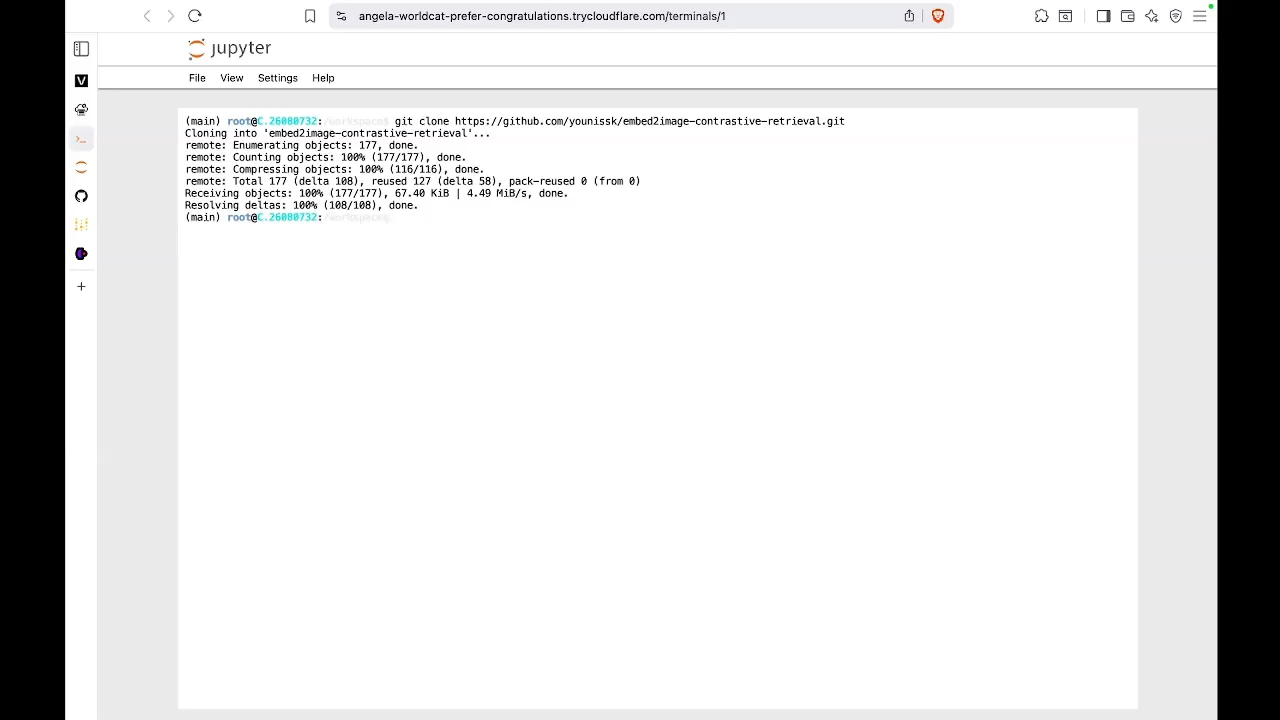 angela-worldcat-prefer-congratulations.trycloudflare.com/terminals/1
jupyter
File View Settings Help
(main) root@C.26080732:/workspace$ git clone https://github.com/younissk/embed2image-contrastive-retrieval.git
Cloning into 'embed2image-contrastive-retrieval'...
remote: Enumerating objects: 177, done.
remote: Counting objects: 100% (177/177), done.
remote: Compressing objects: 100% (116/116), done.
remote: Total 177 (delta 108), reused 127 (delta 58), pack-reused 0 (from 0)
Receiving objects: 100% (177/177), 67.40 KiB | 4.49 MiB/s, done.
Resolving deltas: 100% (108/108), done.
(main) root@C.26080732: